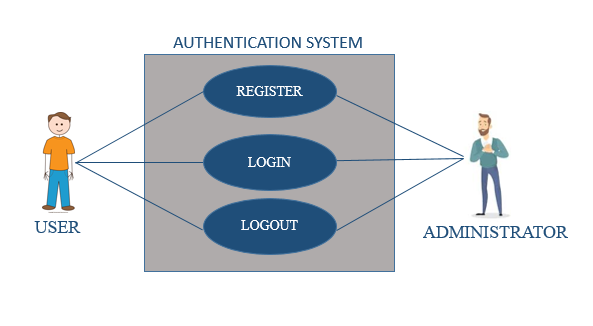 AUTHENTICATION SYSTEM
REGISTER
LOGIN
LOGOUT
USER
ADMINISTRATOR